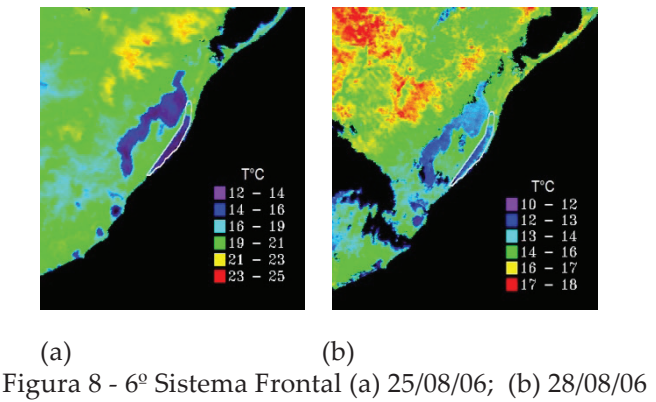 T°C
12 – 14
14 – 16
16 – 19
19 – 21
21 – 23
23 – 25
T°C
10 – 12
12 – 13
13 – 14
14 – 16
16 – 17
17 – 18
(a) (b)
Figura 8 - 6º Sistema Frontal (a) 25/08/06; (b) 28/08/06